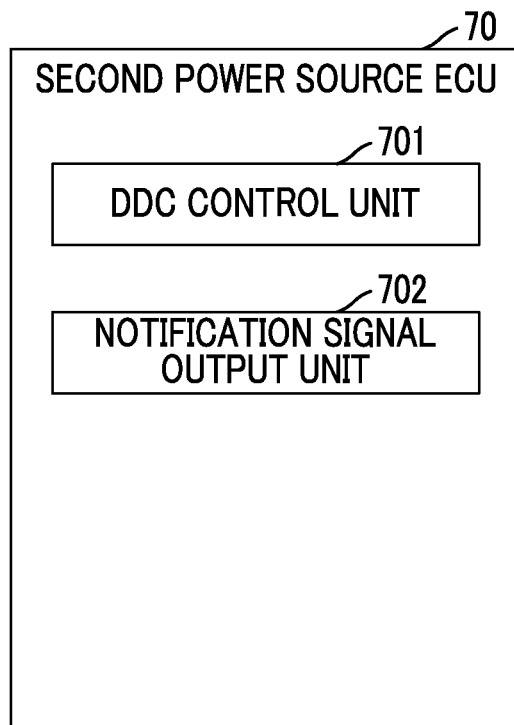 70
SECOND POWER SOURCE ECU
701
DDC CONTROL UNIT
702
NOTIFICATION SIGNAL
OUTPUT UNIT